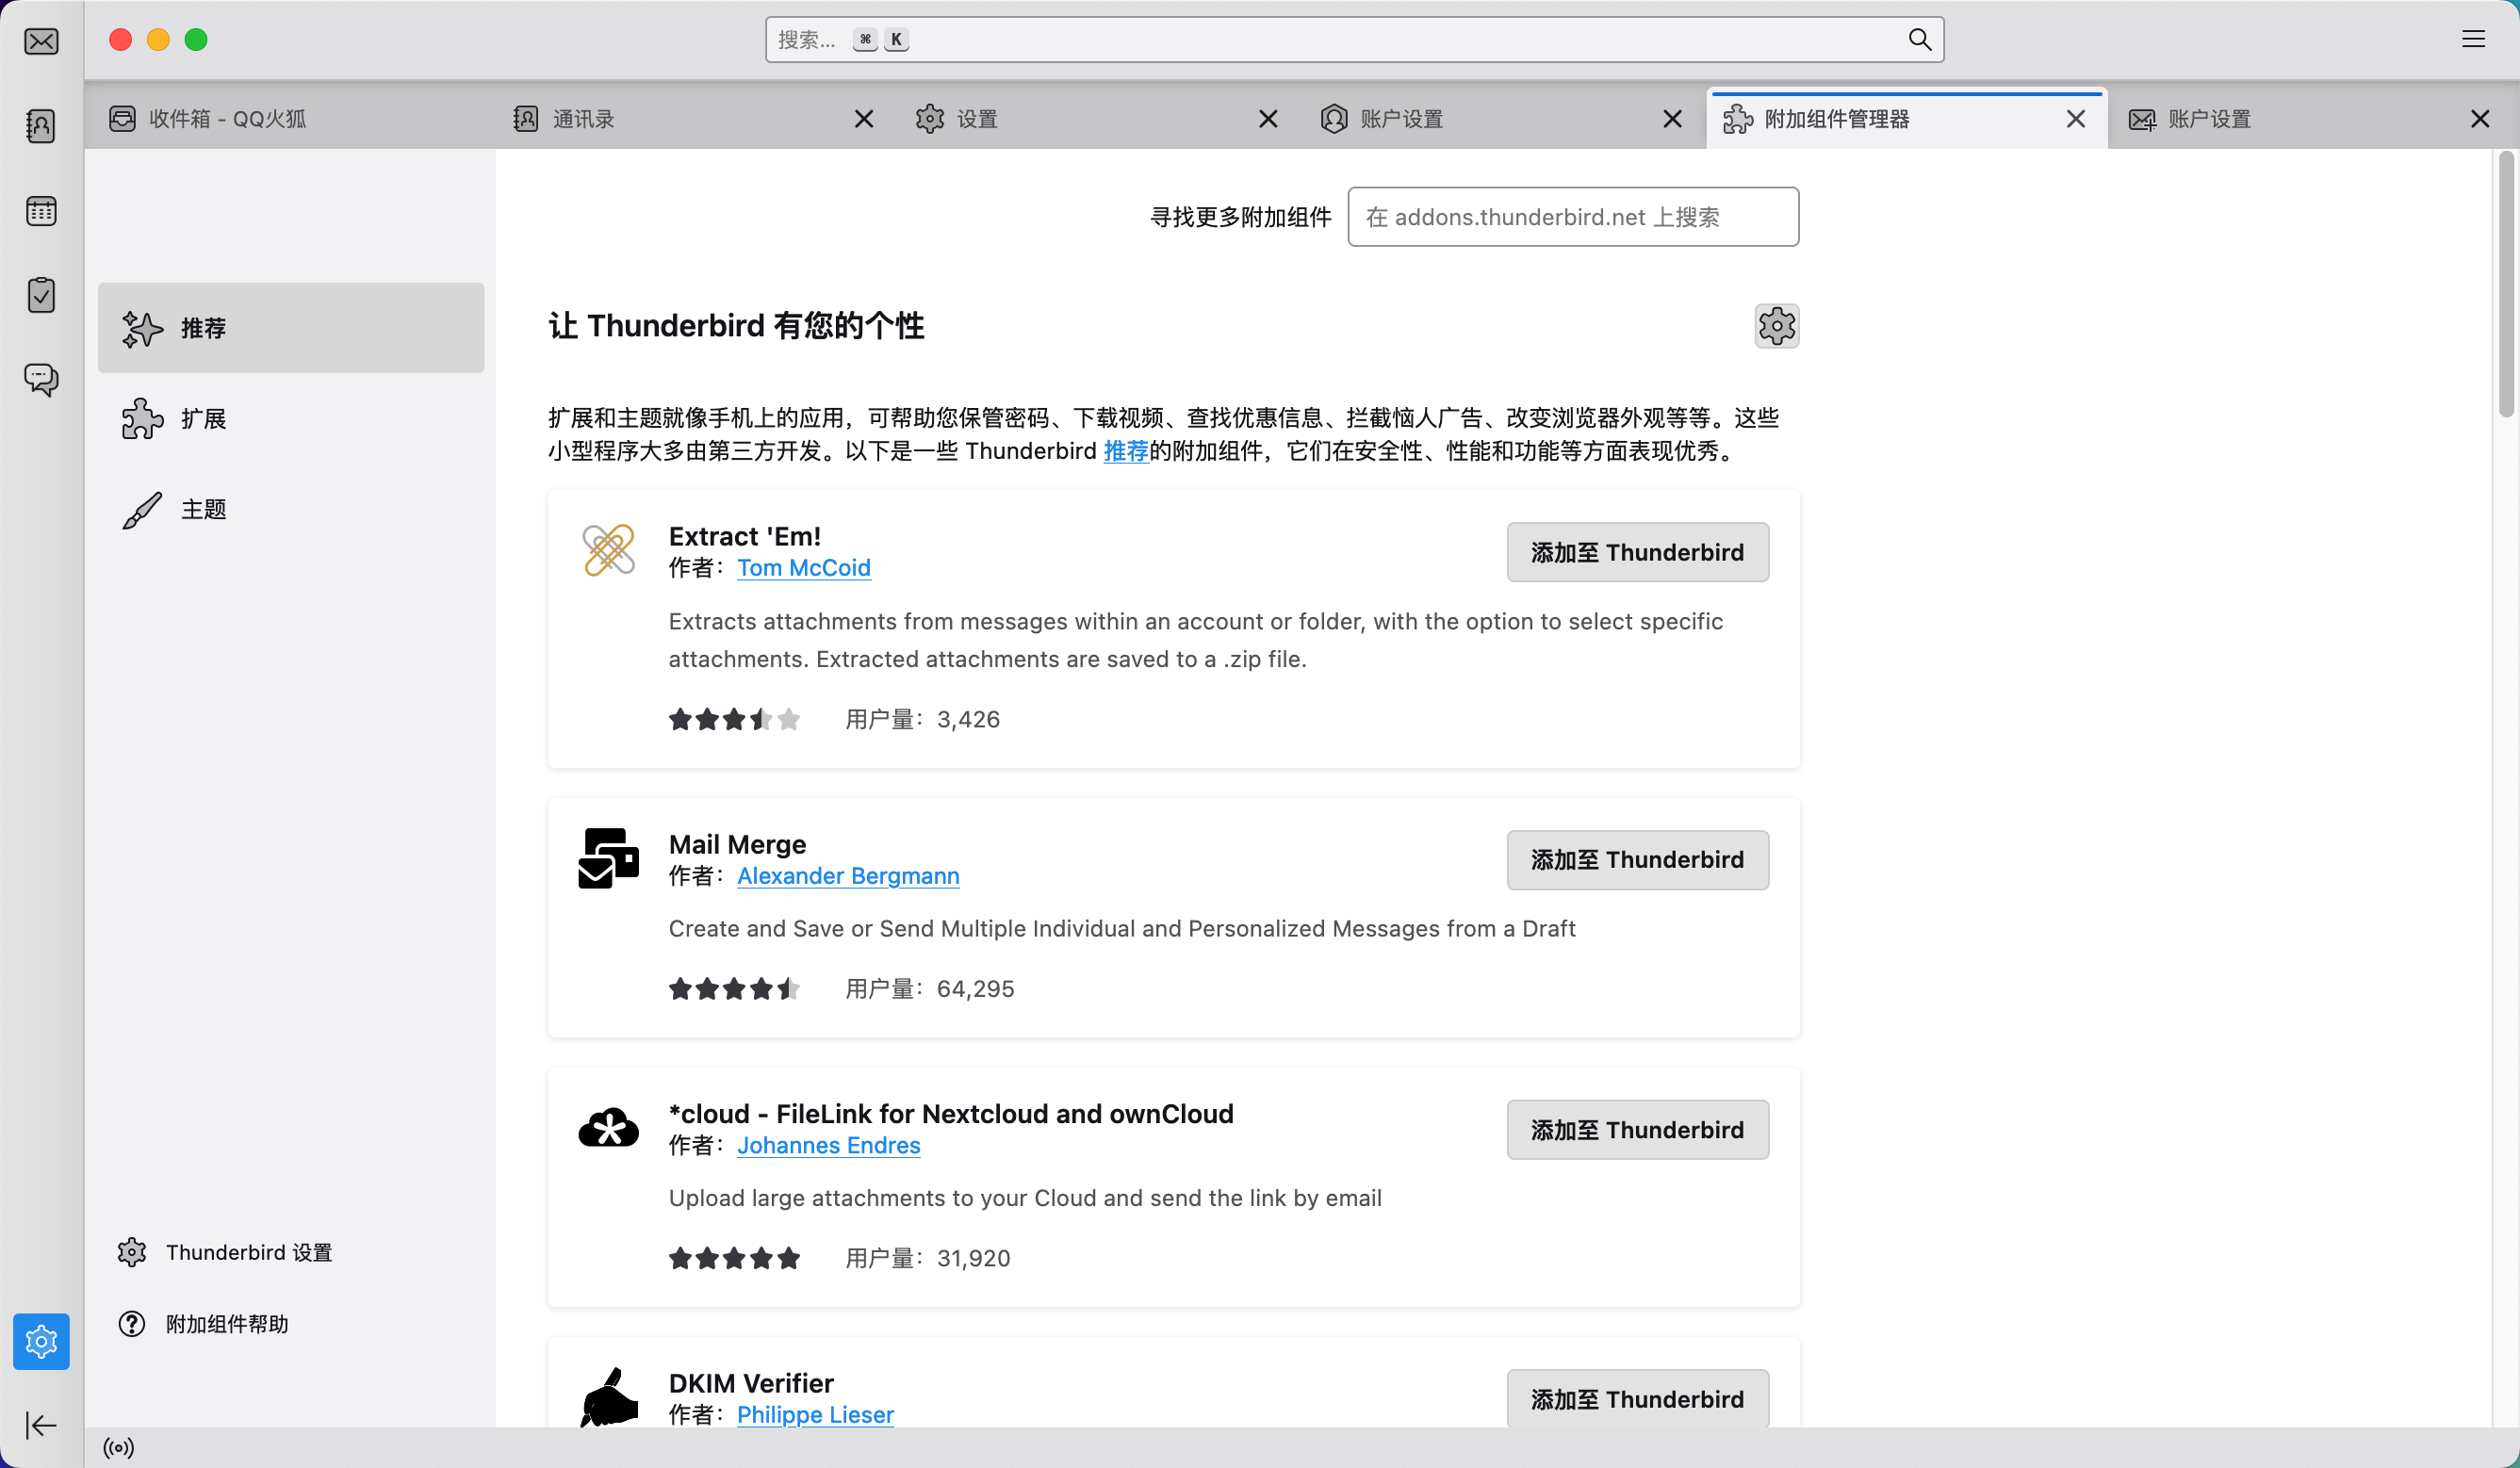 搜索... ⌘ K
收件箱 - QQ火狐
通讯录
设置
账户设置
附加组件管理器
账户设置
寻找更多附加组件
在 addons.thunderbird.net 上搜索
推荐
扩展
主题
Thunderbird 设置
附加组件帮助
让 Thunderbird 有您的个性
扩展和主题就像手机上的应用，可帮助您保管密码、下载视频、查找优惠信息、拦截恼人广告、改变浏览器外观等等。这些
小型程序大多由第三方开发。以下是一些 Thunderbird 推荐的附加组件，它们在安全性、性能和功能等方面表现优秀。
Extract 'Em!
作者： Tom McCoid
添加至 Thunderbird
Extracts attachments from messages within an account or folder, with the option to select specific
attachments. Extracted attachments are saved to a .zip file.
用户量： 3,426
Mail Merge
作者： Alexander Bergmann
添加至 Thunderbird
Create and Save or Send Multiple Individual and Personalized Messages from a Draft
用户量： 64,295
*cloud - FileLink for Nextcloud and ownCloud
作者： Johannes Endres
添加至 Thunderbird
Upload large attachments to your Cloud and send the link by email
用户量： 31,920
DKIM Verifier
作者： Philippe Lieser
添加至 Thunderbird